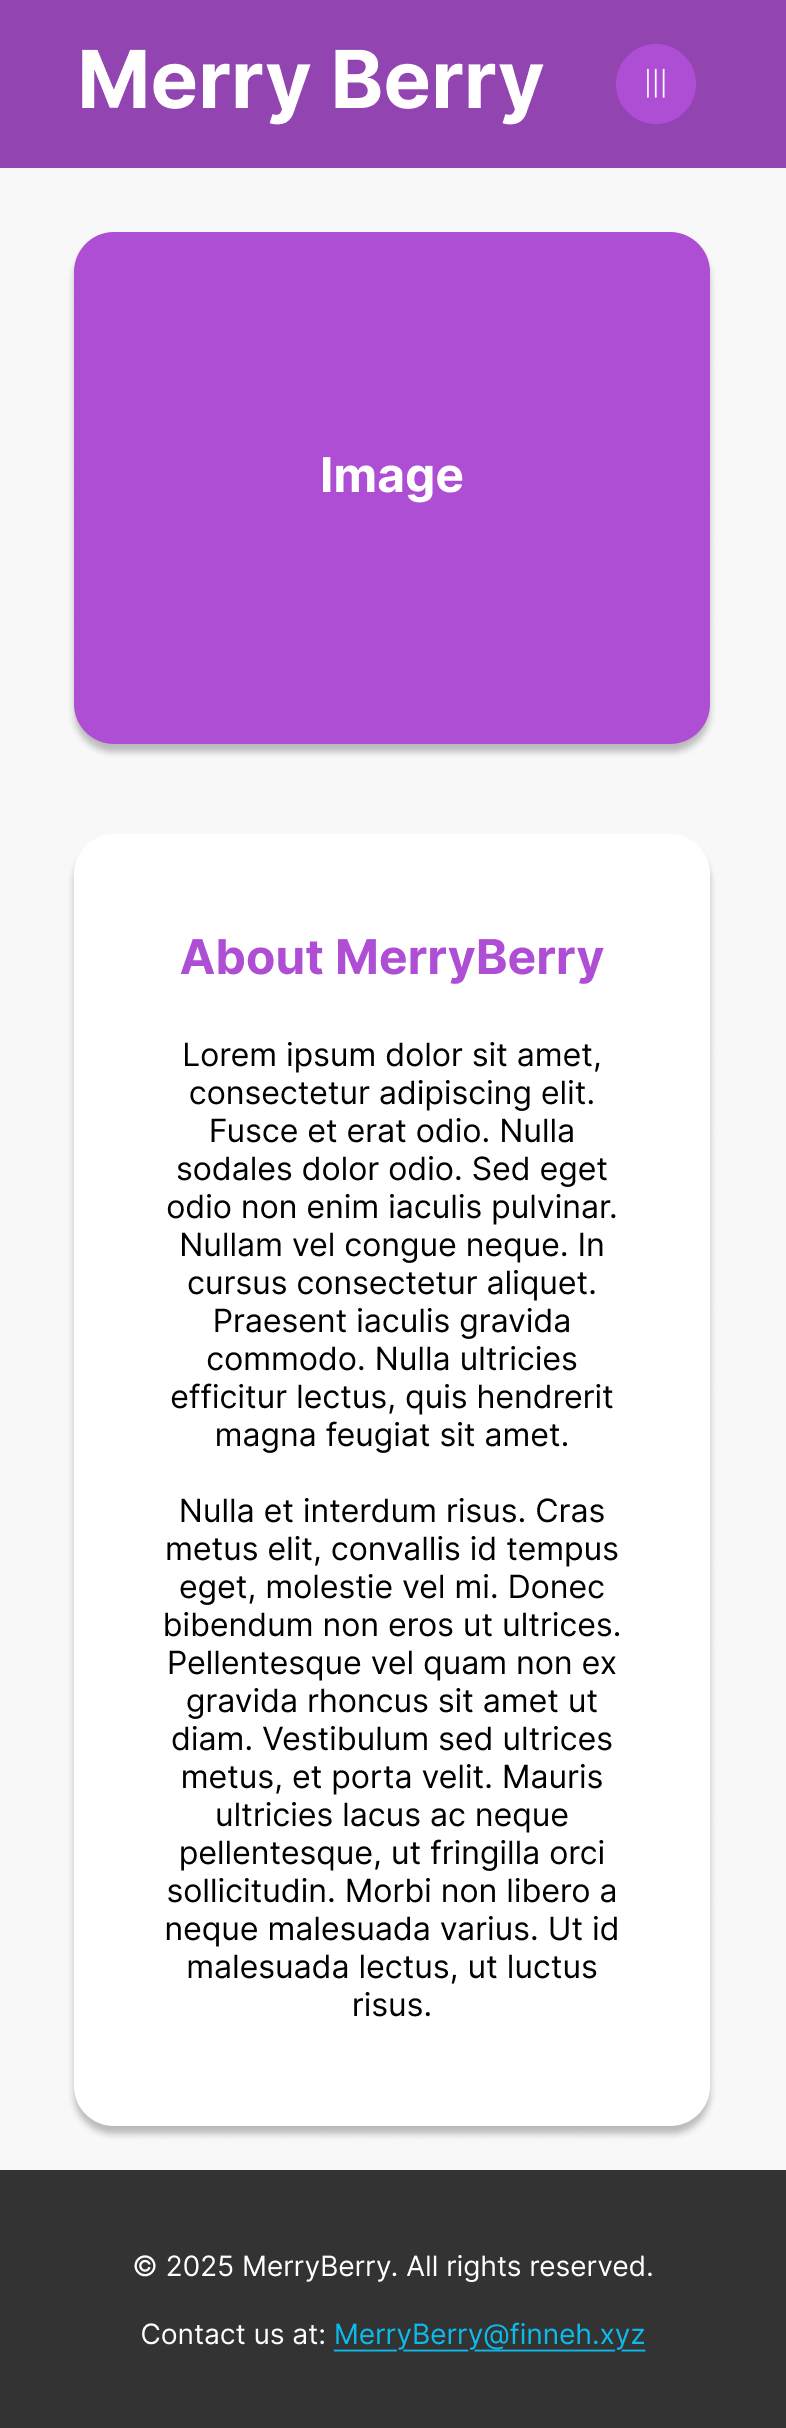 Merry Berry
Image
About MerryBerry
Lorem ipsum dolor sit amet,
consectetur adipiscing elit.
Fusce et erat odio. Nulla
sodales dolor odio. Sed eget
odio non enim iaculis pulvinar.
Nullam vel congue neque. In
cursus consectetur aliquet.
Praesent iaculis gravida
commodo. Nulla ultricies
efficitur lectus, quis hendrerit
magna feugiat sit amet.
Nulla et interdum risus. Cras
metus elit, convallis id tempus
eget, molestie vel mi. Donec
bibendum non eros ut ultrices.
Pellentesque vel quam non ex
gravida rhoncus sit amet ut
diam. Vestibulum sed ultrices
metus, et porta velit. Mauris
ultricies lacus ac neque
pellentesque, ut fringilla orci
sollicitudin. Morbi non libero a
neque malesuada varius. Ut id
malesuada lectus, ut luctus
risus.
© 2025 MerryBerry. All rights reserved.
Contact us at: MerryBerry@finneh.xyz